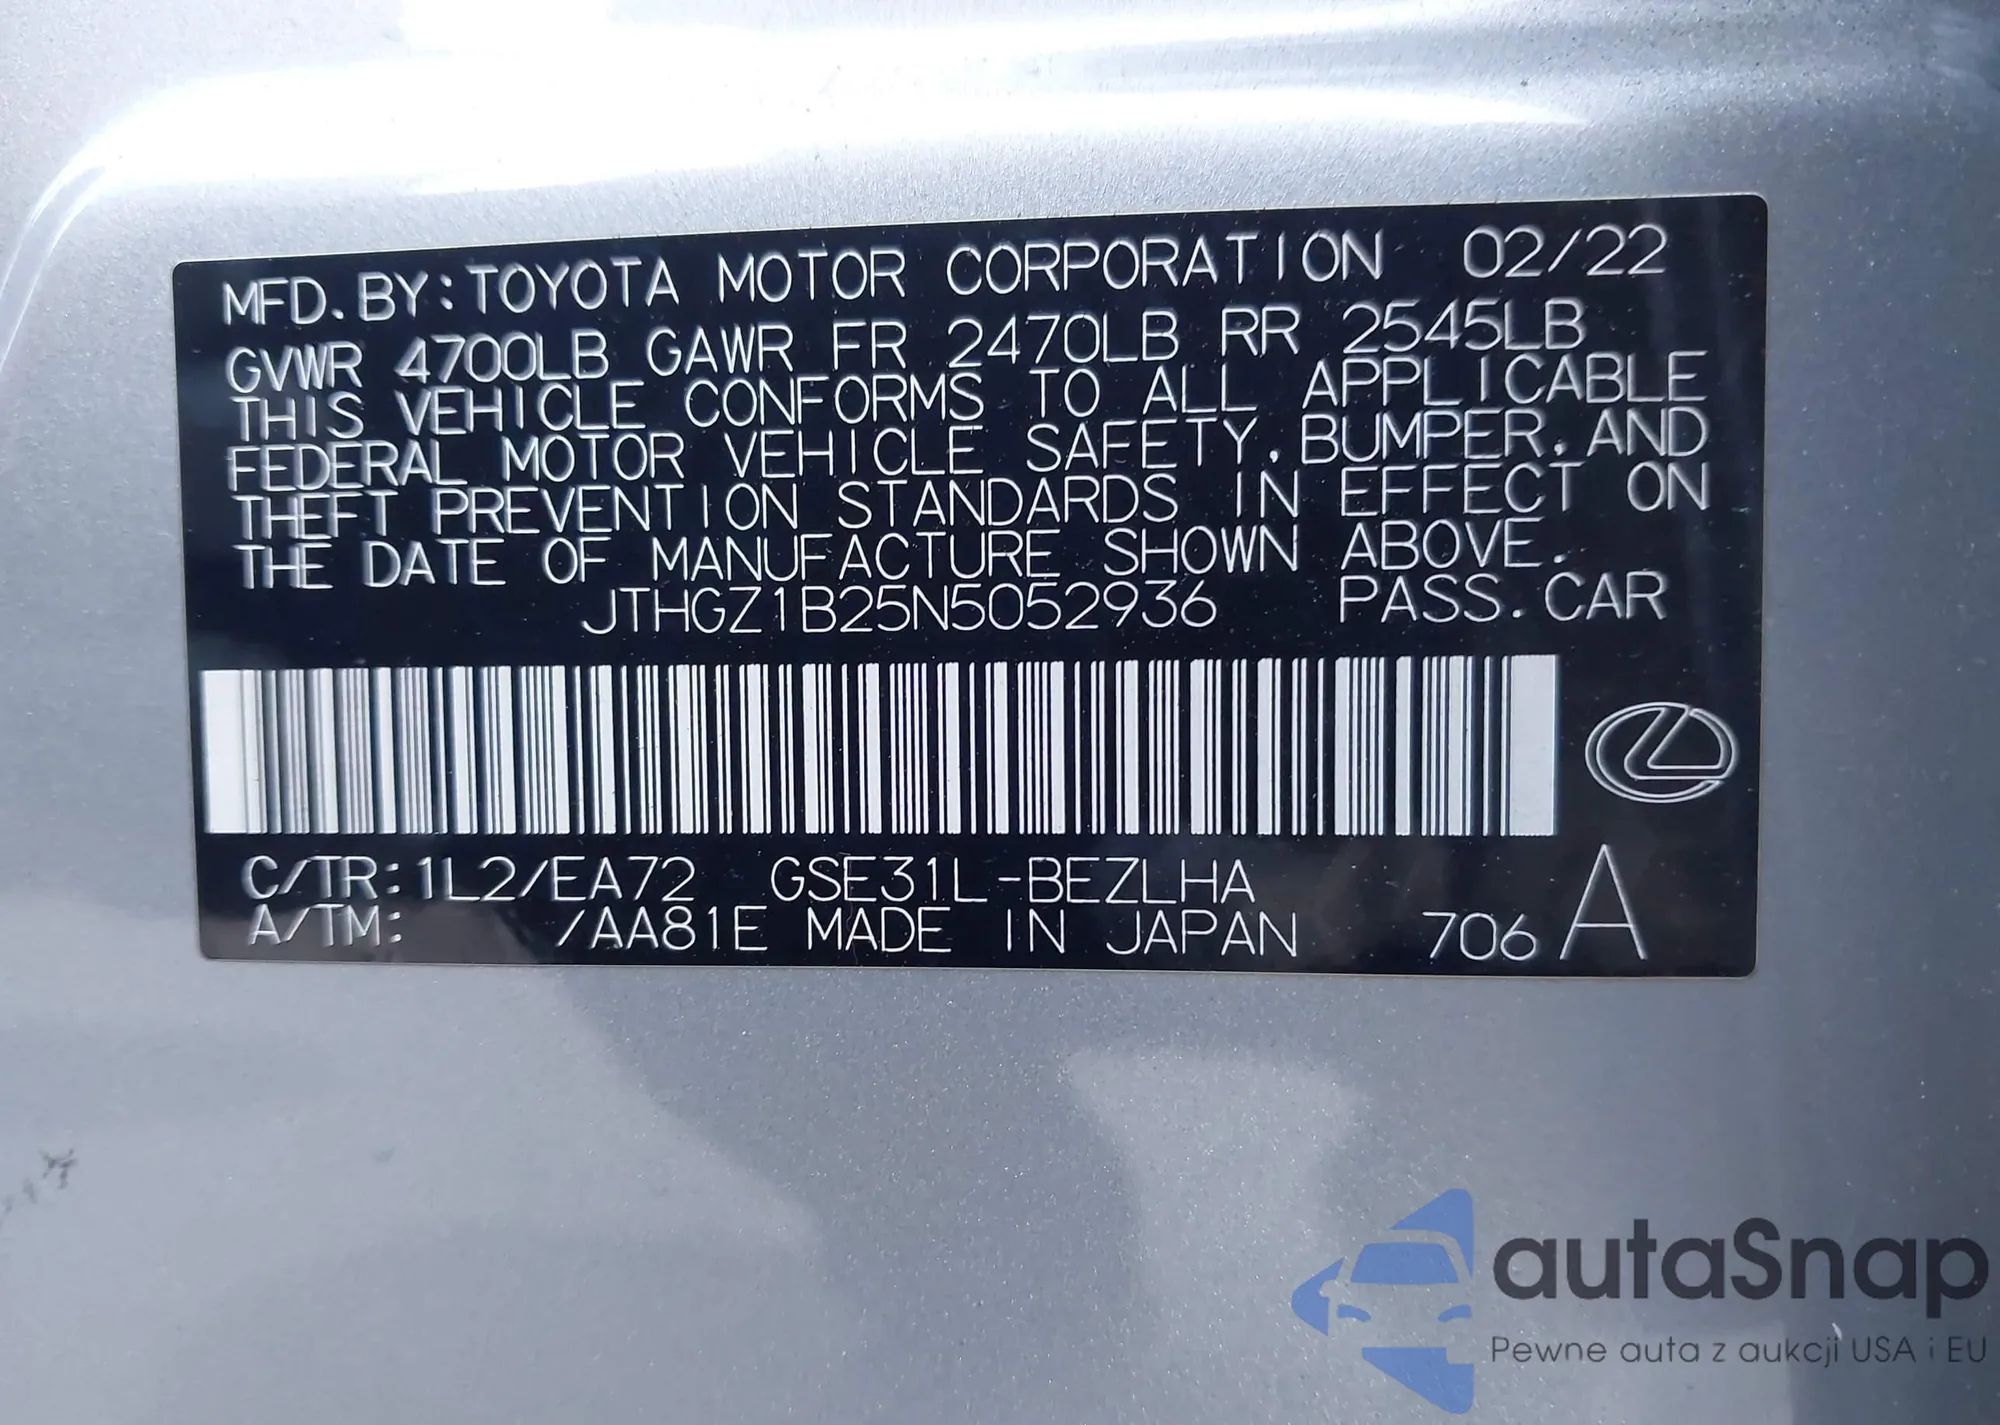 MFD. BY: TOYOTA MOTOR CORPORATION 02/22
GVWR 4700LB GAWR FR 2470LB RR 2545LB
THIS VEHICLE CONFORMS TO ALL APPLICABLE
FEDERAL MOTOR VEHICLE SAFETY, BUMPER, AND
THEFT PREVENTION STANDARDS IN EFFECT ON
THE DATE OF MANUFACTURE SHOWN ABOVE.
JTHGZ1B25N5052936 PASS. CAR
C/TR: 1L2/EA72 GSE31L-BEZLHA
A/TM: /AA81E MADE IN JAPAN 706 A
autaSnap
Pewne auta z aukcji USA i EU